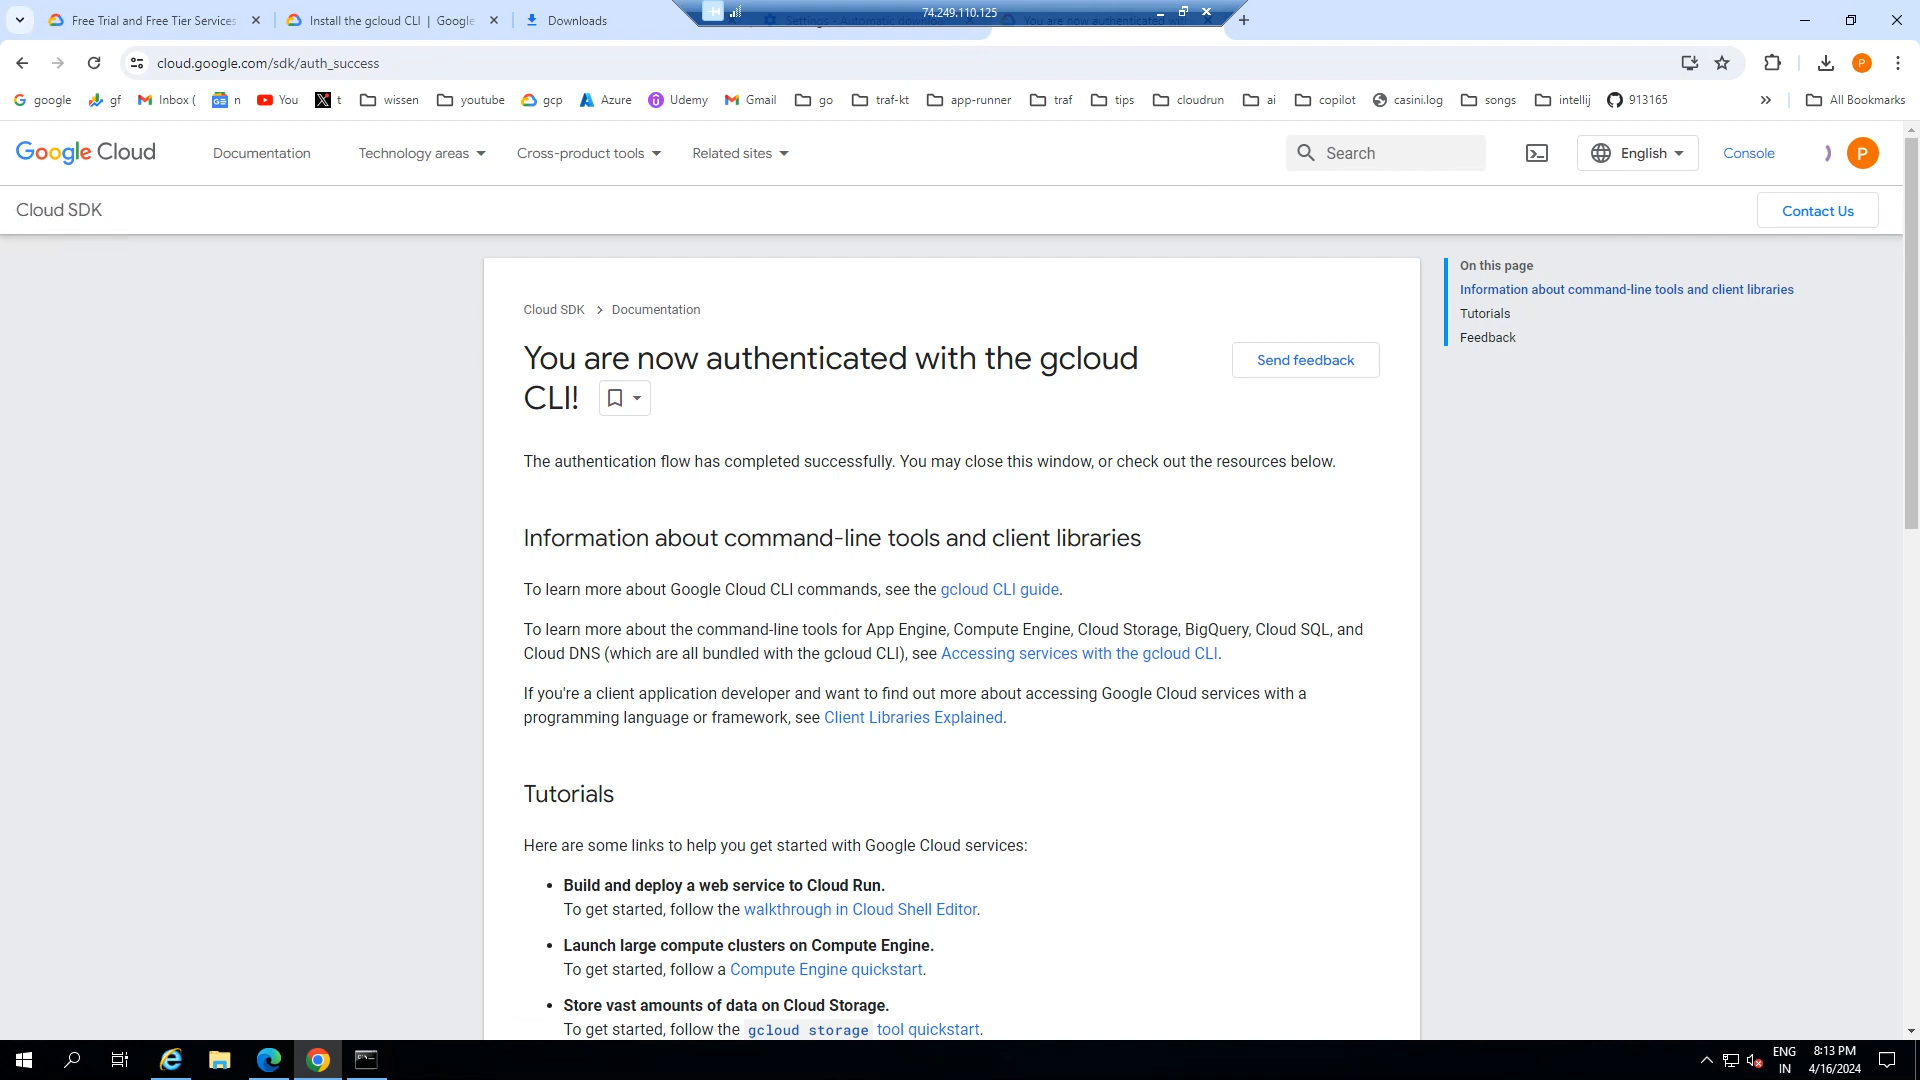 Free Trial and Free Tier Services
Install the gcloud CLI | Google
Downloads
74.249.110.125
Settings - Automatic downl
You are now authenticated wi
cloud.google.com/sdk/auth_success
google
gf
Inbox (
n
You
t
wissen
youtube
gcp
Azure
Udemy
Gmail
go
traf-kt
app-runner
traf
tips
cloudrun
ai
copilot
casini.log
songs
intellij
913165
»
All Bookmarks
Google Cloud
Documentation
Technology areas
Cross-product tools
Related sites
Search
English
Console
P
Cloud SDK
Contact Us
Cloud SDK > Documentation
You are now authenticated with the gcloud
CLI!
Send feedback
The authentication flow has completed successfully. You may close this window, or check out the resources below.
Information about command-line tools and client libraries
To learn more about Google Cloud CLI commands, see the gcloud CLI guide.
To learn more about the command-line tools for App Engine, Compute Engine, Cloud Storage, BigQuery, Cloud SQL, and
Cloud DNS (which are all bundled with the gcloud CLI), see Accessing services with the gcloud CLI.
If you're a client application developer and want to find out more about accessing Google Cloud services with a
programming language or framework, see Client Libraries Explained.
Tutorials
Here are some links to help you get started with Google Cloud services:
• Build and deploy a web service to Cloud Run.
To get started, follow the walkthrough in Cloud Shell Editor.
• Launch large compute clusters on Compute Engine.
To get started, follow a Compute Engine quickstart.
• Store vast amounts of data on Cloud Storage.
To get started, follow the gcloud storage tool quickstart.
On this page
Information about command-line tools and client libraries
Tutorials
Feedback
ENG
IN
8:13 PM
4/16/2024